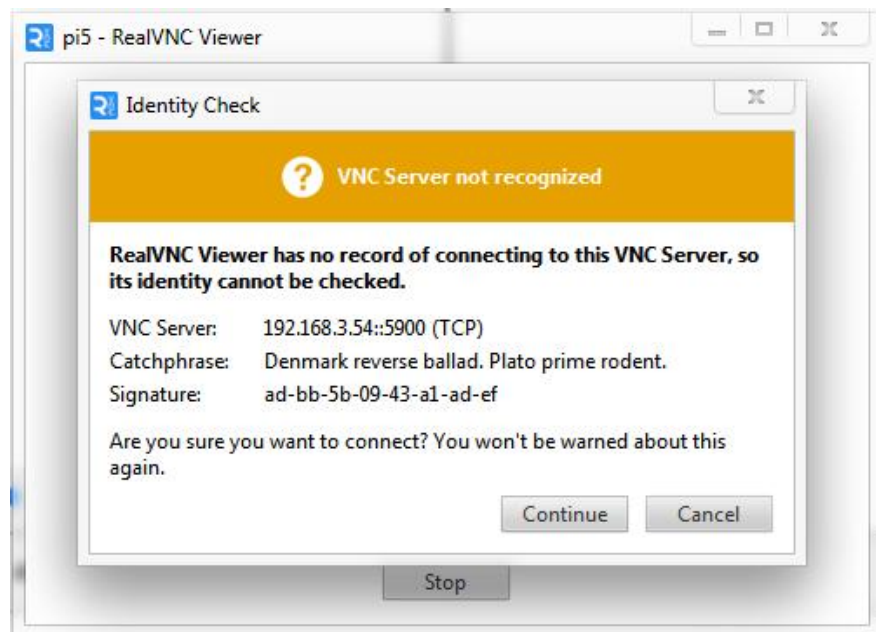 pi5 - RealVNC Viewer
Identity Check
VNC Server not recognized
RealVNC Viewer has no record of connecting to this VNC Server, so
its identity cannot be checked.
VNC Server: 192.168.3.54::5900 (TCP)
Catchphrase: Denmark reverse ballad. Plato prime rodent.
Signature: ad-bb-5b-09-43-a1-ad-ef
Are you sure you want to connect? You won't be warned about this
again.
Continue Cancel
Stop